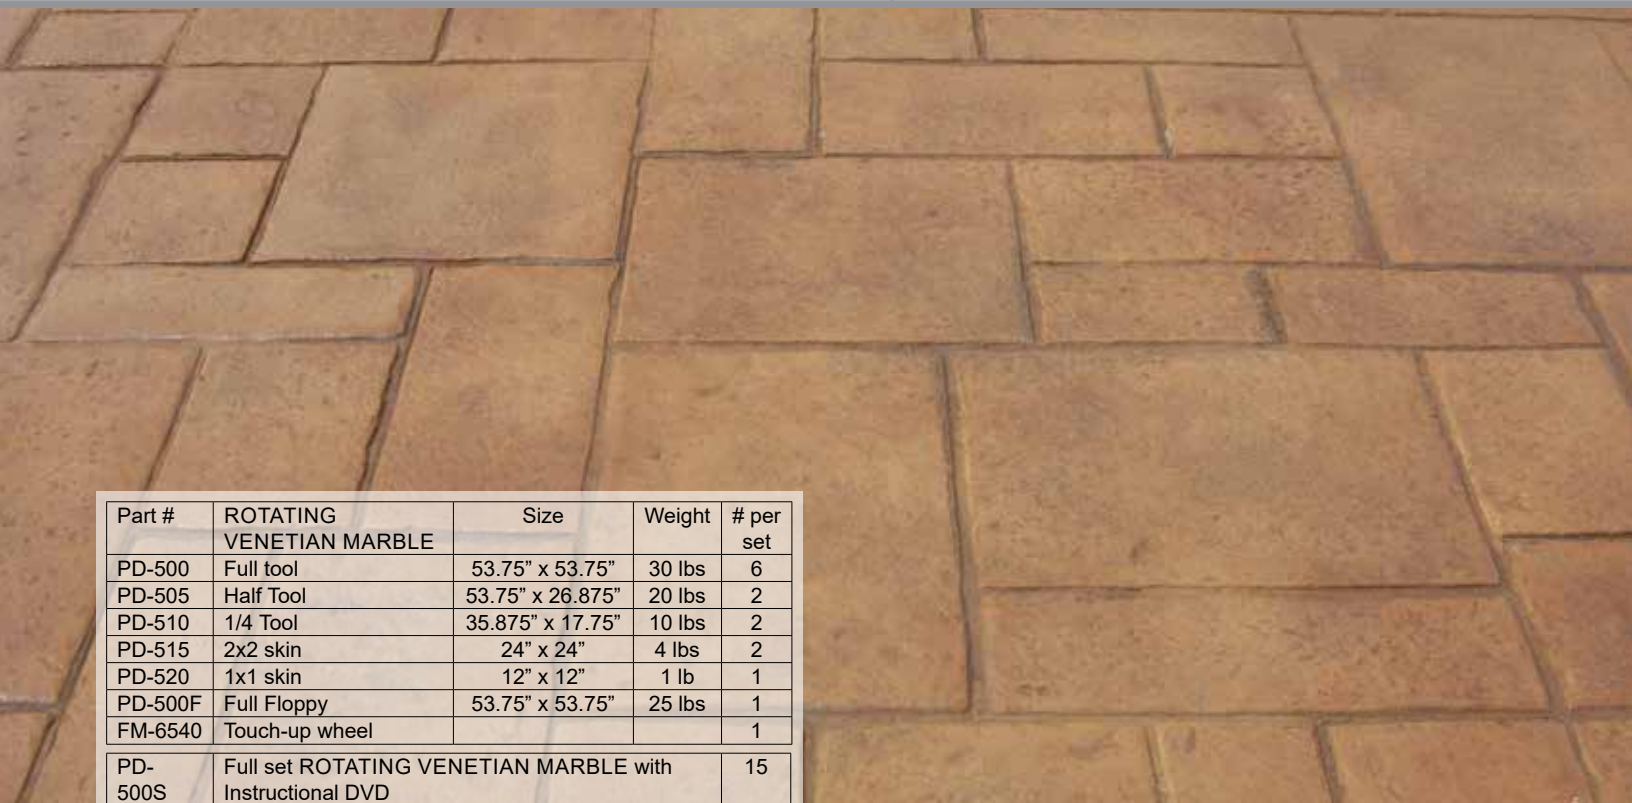 Part # ROTATING Size Weight # per
VENETIAN MARBLE set
PD-500 Full tool 53.75” x 53.75” 30 lbs 6
PD-505 Half Tool 53.75” x 26.875” 20 lbs 2
PD-510 1/4 Tool 35.875” x 17.75” 10 lbs 2
PD-515 2x2 skin 24” x 24” 4 lbs 2
PD-520 1x1 skin 12” x 12” 1 lb 1
PD-500F Full Floppy 53.75” x 53.75” 25 lbs 1
FM-6540 Touch-up wheel 1
PD- Full set ROTATING VENETIAN MARBLE with 15
500S Instructional DVD